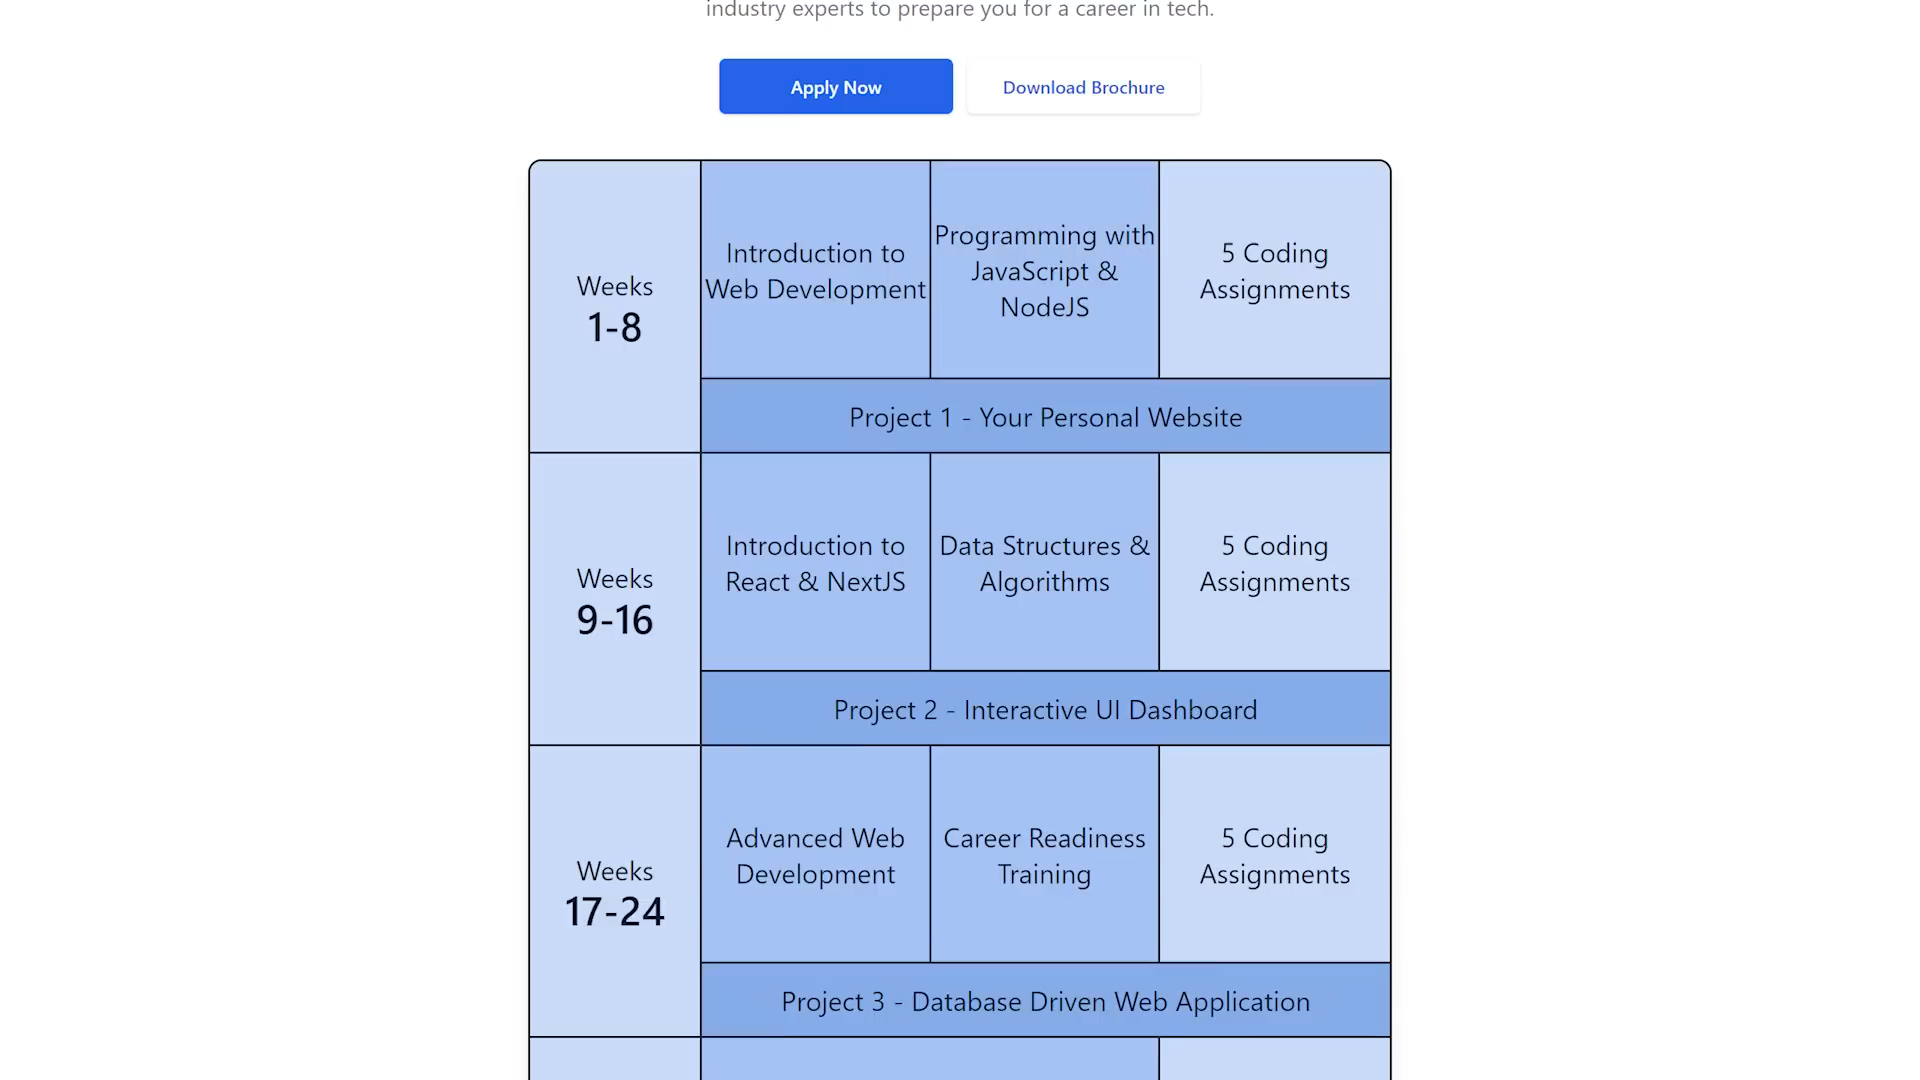 industry experts to prepare you for a career in tech.
Apply Now
Download Brochure
Weeks
1-8
Introduction to
Web Development
Programming with
JavaScript &
NodeJS
5 Coding
Assignments
Project 1 - Your Personal Website
Weeks
9-16
Introduction to
React & NextJS
Data Structures &
Algorithms
5 Coding
Assignments
Project 2 - Interactive UI Dashboard
Weeks
17-24
Advanced Web
Development
Career Readiness
Training
5 Coding
Assignments
Project 3 - Database Driven Web Application